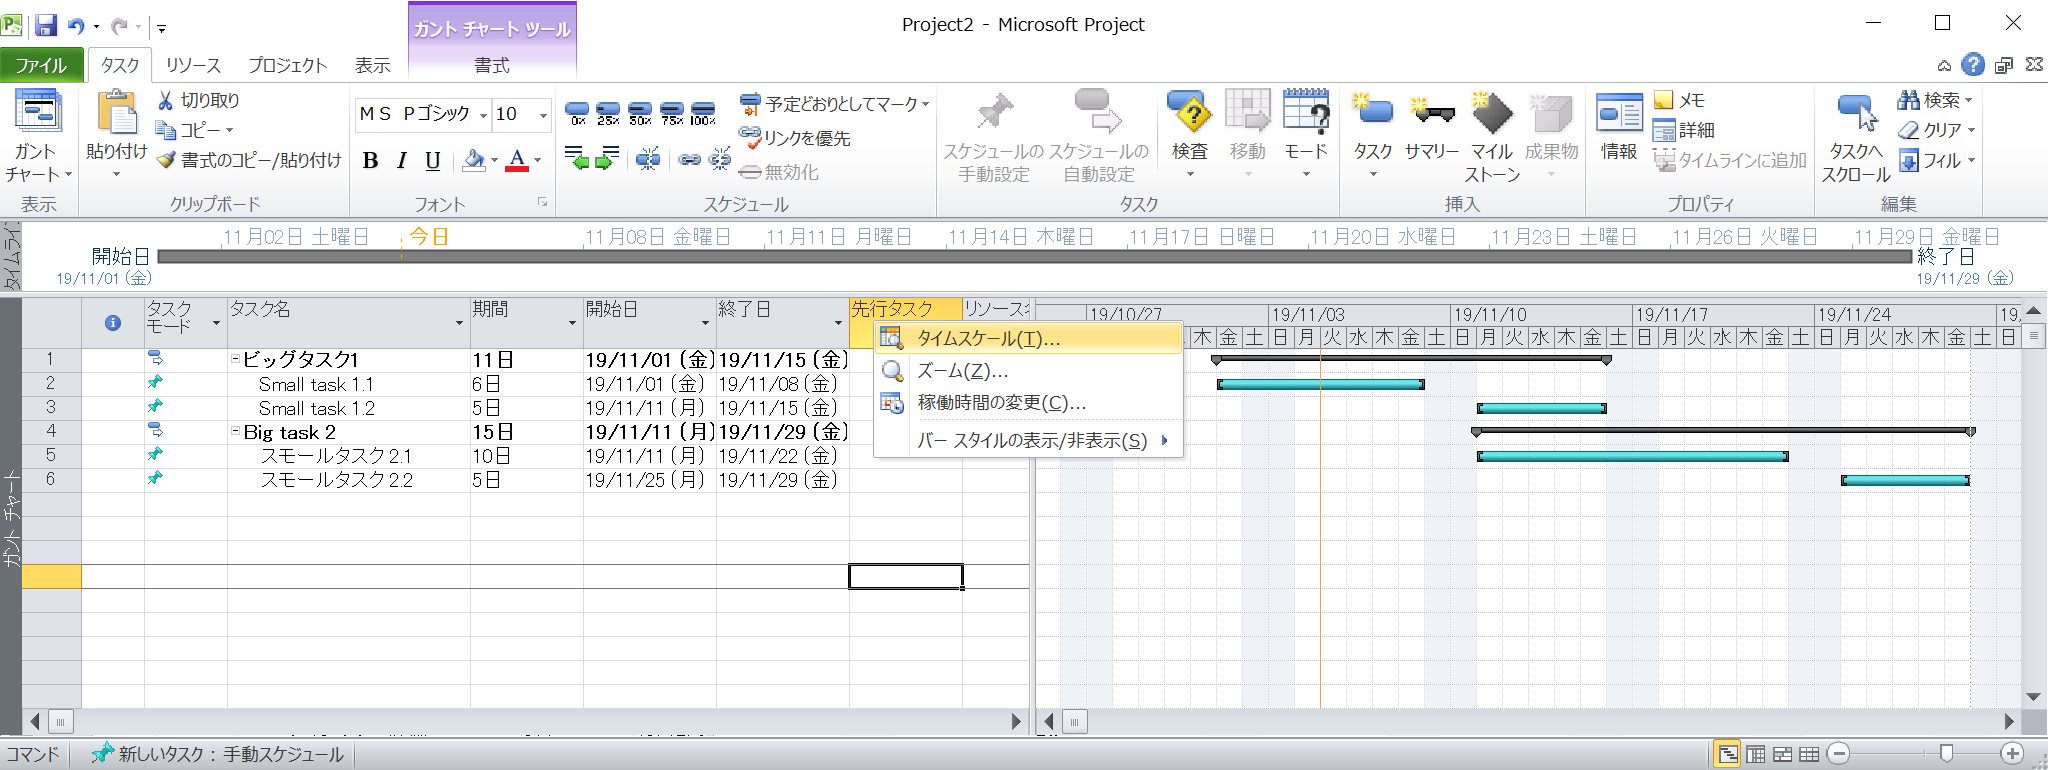 Project2 - Microsoft Project
ガント チャート ツール
ファイル タスク リソース プロジェクト 表示 書式
ガント チャート
表示
貼り付け
切り取り
コピー
書式のコピー/貼り付け
クリップボード
ＭＳ Ｐゴシック 10
B I U A
フォント
0% 25% 50% 75% 100%
予定どおりとしてマーク
リンクを優先
無効化
スケジュール
スケジュールの 手動設定
スケジュールの 自動設定
検査
移動
モード
タスク
タスク
サマリー
マイル ストーン
成果物
挿入
情報
メモ
詳細
タイムラインに追加
プロパティ
タスクへ スクロール
検索
クリア
フィル
編集
タイムライ
11月02日 土曜日 今日 11月08日 金曜日 11月11日 月曜日 11月14日 木曜日 11月17日 日曜日 11月20日 水曜日 11月23日 土曜日 11月26日 火曜日 11月29日 金曜日
開始日
19/11/01 (金)
終了日
19/11/29 (金)
タスク モード タスク名 期間 開始日 終了日 先行タスク
19/10/27 19/11/03 19/11/10 19/11/17 19/11/24
木 金 土 日 月 火 水 木 金 土 日 月 火 水 木 金 土 日 月 火 水 木 金 土 日 月 火 水 木 金 土 日
1 ビッグタスク1 11日 19/11/01 (金) 19/11/15 (金)
2 Small task 1.1 6日 19/11/01 (金) 19/11/08 (金)
3 Small task 1.2 5日 19/11/11 (月) 19/11/15 (金)
4 Big task 2 15日 19/11/11 (月) 19/11/29 (金)
5 スモールタスク 2.1 10日 19/11/11 (月) 19/11/22 (金)
6 スモールタスク 2.2 5日 19/11/25 (月) 19/11/29 (金)
タイムスケール(T)...
ズーム(Z)...
稼働時間の変更(C)...
バー スタイルの表示/非表示(S)
ガント チャート
コマンド 新しいタスク : 手動スケジュール